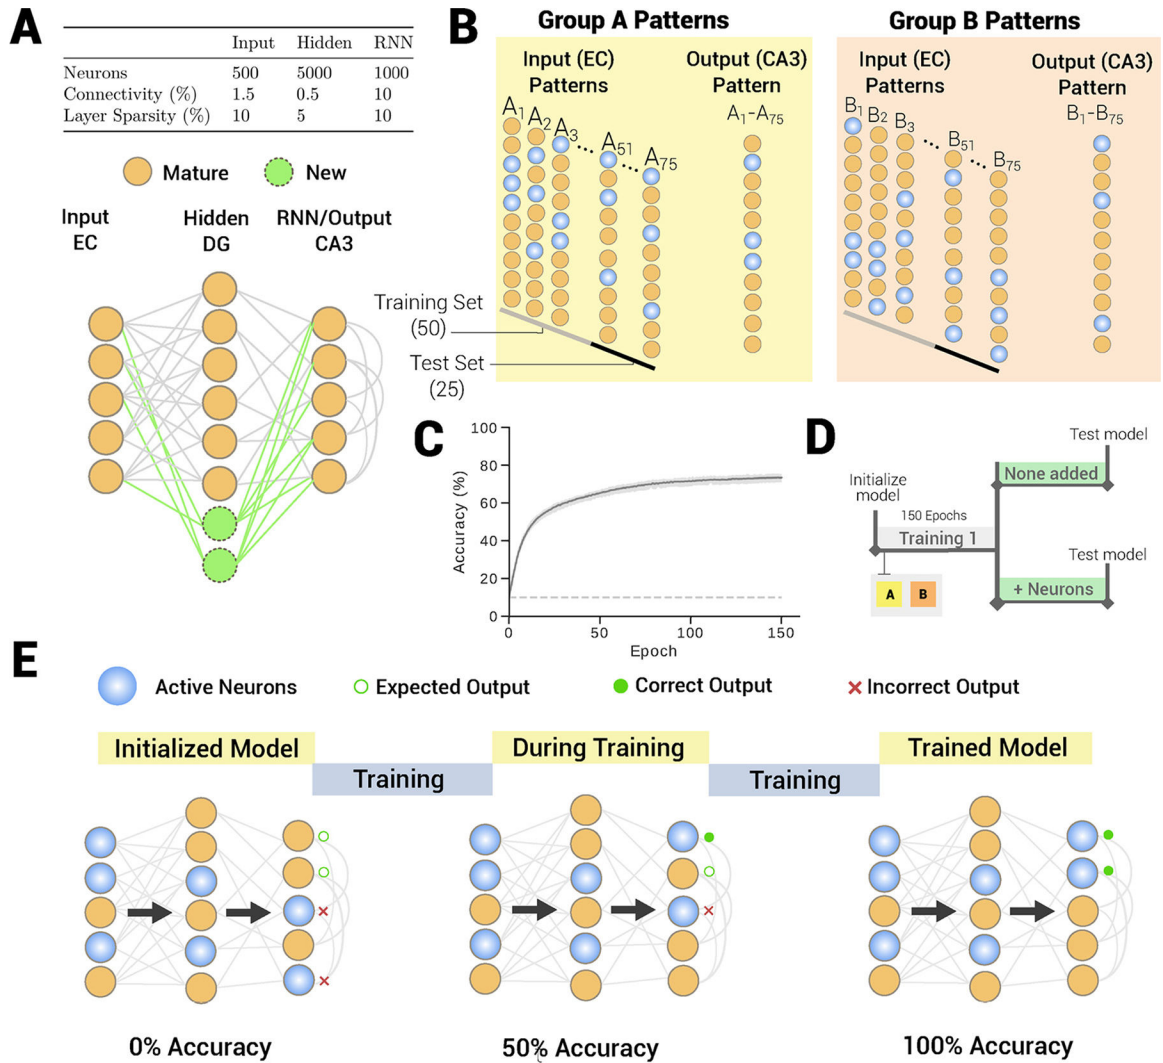 A
Input Hidden RNN
Neurons 500 5000 1000
Connectivity (%) 1.5 0.5 10
Layer Sparsity (%) 10 5 10
Mature New
Input
EC
Hidden
DG
RNN/Output
CA3
B
Group A Patterns
Input (EC)
Patterns
Output (CA3)
Pattern
A1 A2 A3 A51 A75
A1-A75
Training Set
(50)
Test Set
(25)
Group B Patterns
Input (EC)
Patterns
Output (CA3)
Pattern
B1 B2 B3 B51 B75
B1-B75
C
100
80
60
40
20
0
Accuracy (%)
0 50 100 150
Epoch
D
Initialize
model
150 Epochs
Training 1
A B
None added
Test model
+ Neurons
Test model
E
Active Neurons Expected Output Correct Output Incorrect Output
Initialized Model
Training
During Training
Training
Trained Model
0% Accuracy
50% Accuracy
100% Accuracy